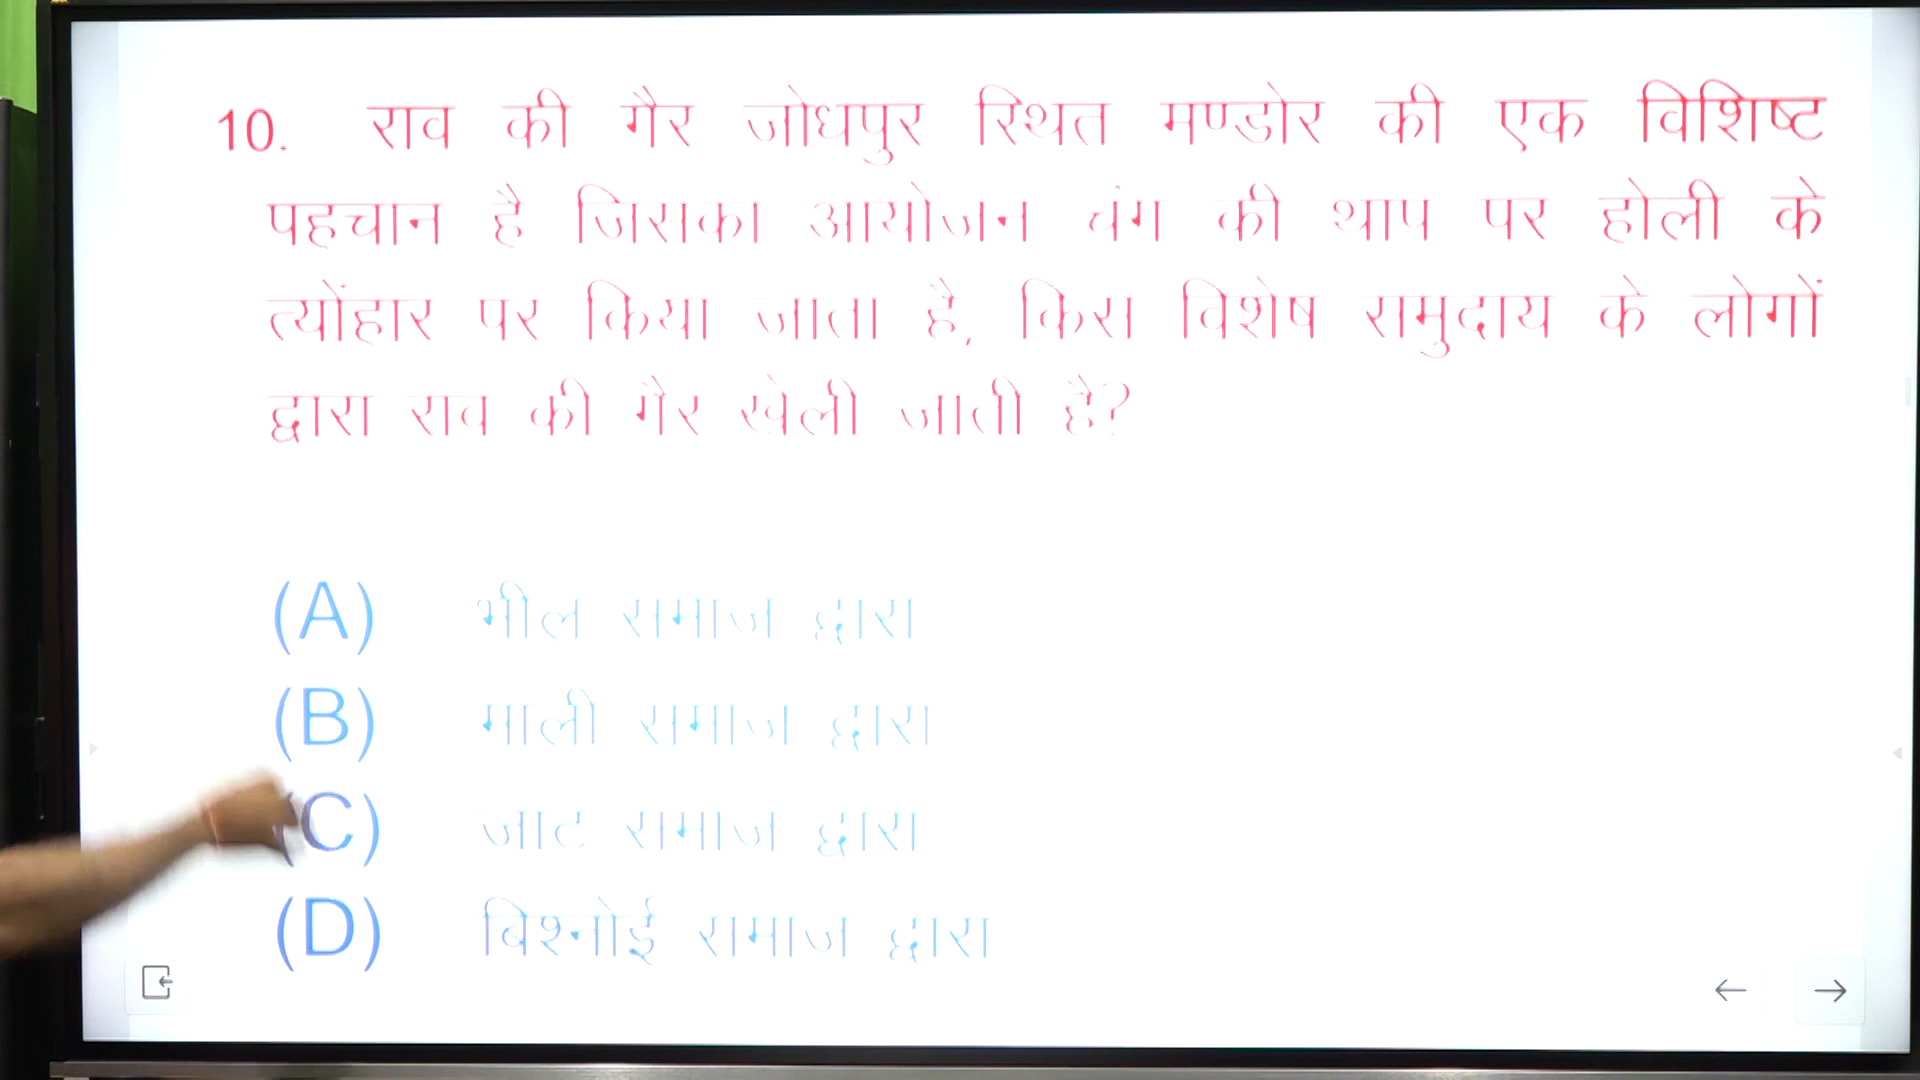 10. राव की गैर जोधपुर स्थित मण्डोर की एक विशिष्ट
पहचान है जिसका आयोजन चंग की थाप पर होली के
त्योंहार पर किया जाता है, किस विशेष समुदाय के लोगों
द्वारा राव की गैर खेली जाती है?
(A) भील समाज द्वारा
(B) माली समाज द्वारा
(C) जाट समाज द्वारा
(D) बिश्नोई समाज द्वारा